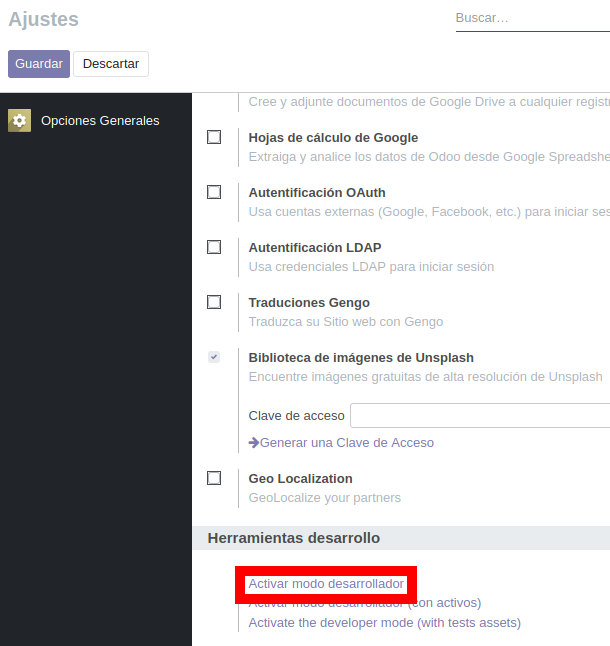 Ajustes
Buscar…
Guardar
Descartar
Opciones Generales
Cree y adjunte documentos de Google Drive a cualquier registr
Hojas de cálculo de Google
Extraiga y analice los datos de Odoo desde Google Spreadshe
Autentificación OAuth
Usa cuentas externas (Google, Facebook, etc.) para iniciar ses
Autentificación LDAP
Usa credenciales LDAP para iniciar sesión
Traduciones Gengo
Traduzca su Sitio web con Gengo
Biblioteca de imágenes de Unsplash
Encuentre imágenes gratuitas de alta resolución de Unsplash
Clave de acceso
Generar una Clave de Acceso
Geo Localization
GeoLocalize your partners
Herramientas desarrollo
Activar modo desarrollador
Activar modo desarrollador (con activos)
Activate the developer mode (with tests assets)